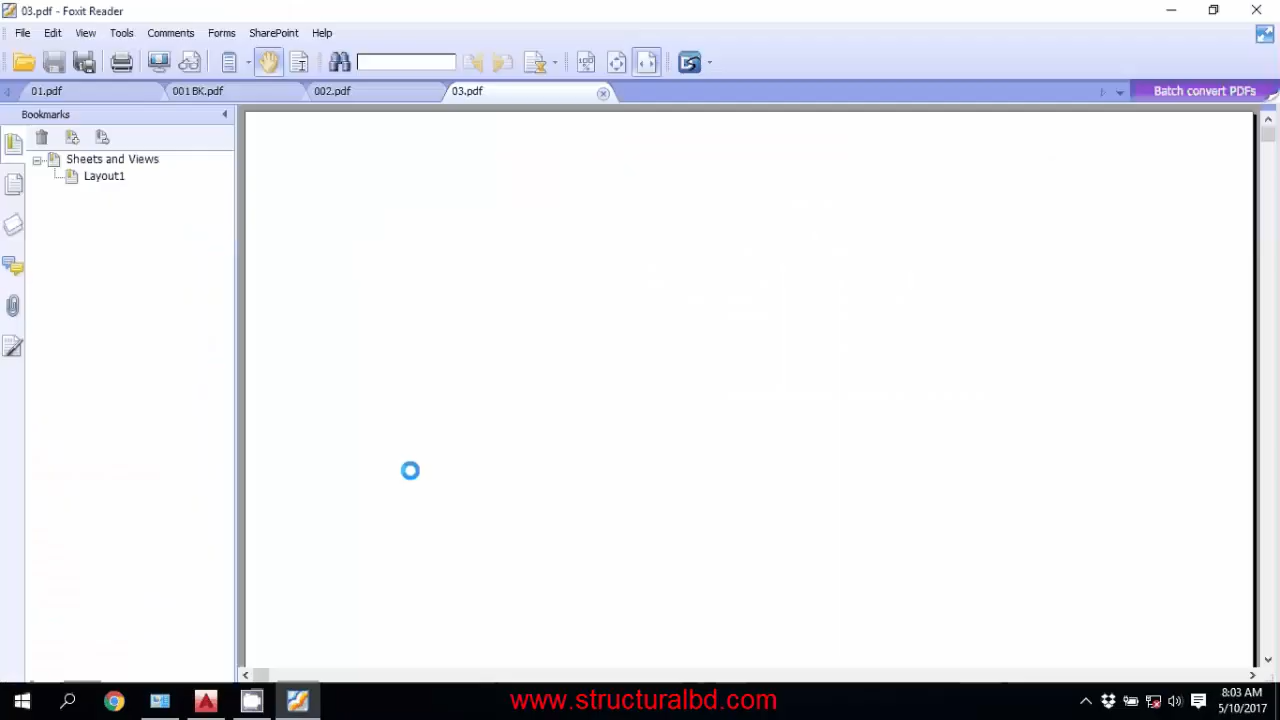 03.pdf - Foxit Reader
File Edit View Tools Comments Forms SharePoint Help
01.pdf 001 BK.pdf 002.pdf 03.pdf Batch convert PDFs
Bookmarks
Sheets and Views
Layout1
www.structuralbd.com
8:03 AM
5/10/2017